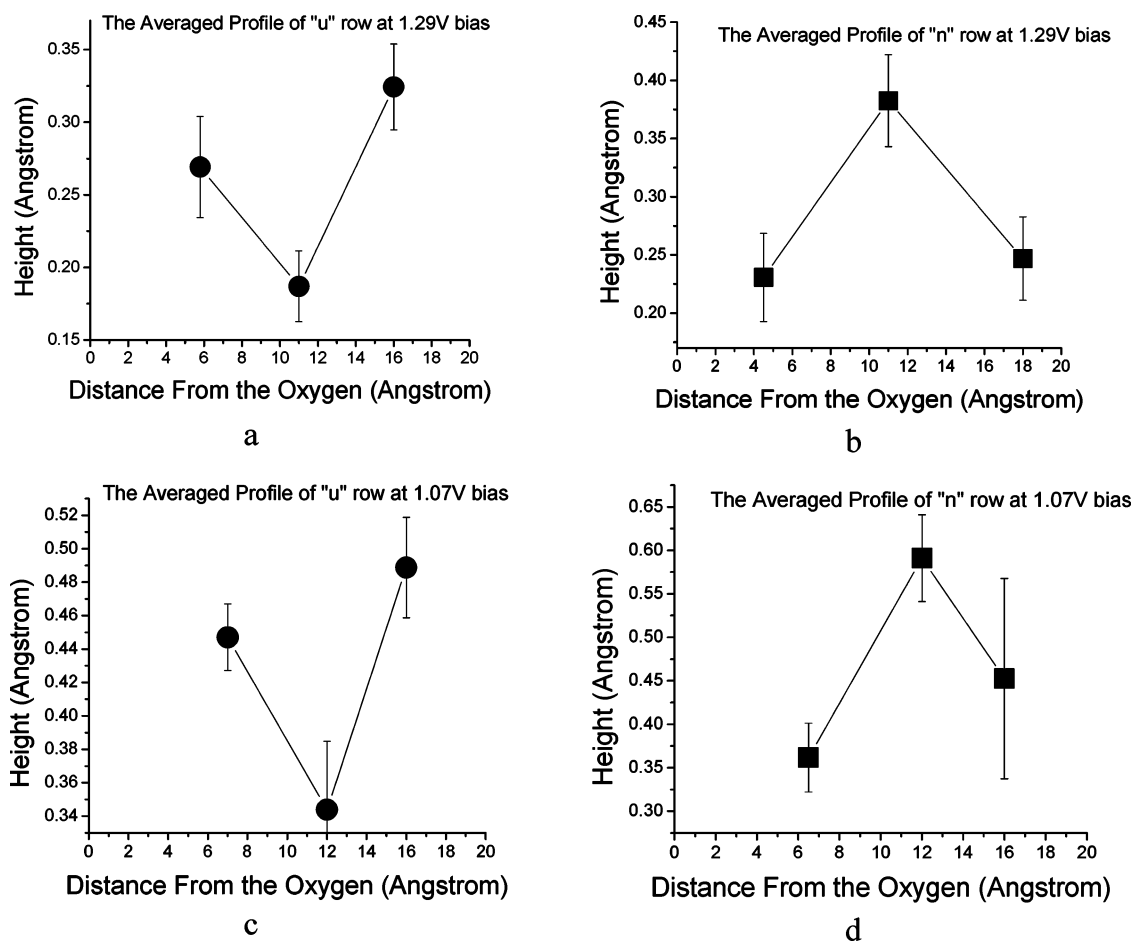 The Averaged Profile of "u" row at 1.29V bias
0.35
0.30
0.25
0.20
0.15
Height (Angstrom)
0 2 4 6 8 10 12 14 16 18 20
Distance From the Oxygen (Angstrom)
a
The Averaged Profile of "n" row at 1.29V bias
0.45
0.40
0.35
0.30
0.25
0.20
Height (Angstrom)
0 2 4 6 8 10 12 14 16 18 20
Distance From the Oxygen (Angstrom)
b
The Averaged Profile of "u" row at 1.07V bias
0.52
0.50
0.48
0.46
0.44
0.42
0.40
0.38
0.36
0.34
Height (Angstrom)
0 2 4 6 8 10 12 14 16 18 20
Distance From the Oxygen (Angstrom)
c
The Averaged Profile of "n" row at 1.07V bias
0.65
0.60
0.55
0.50
0.45
0.40
0.35
0.30
Height (Angstrom)
0 2 4 6 8 10 12 14 16 18 20
Distance From the Oxygen (Angstrom)
d